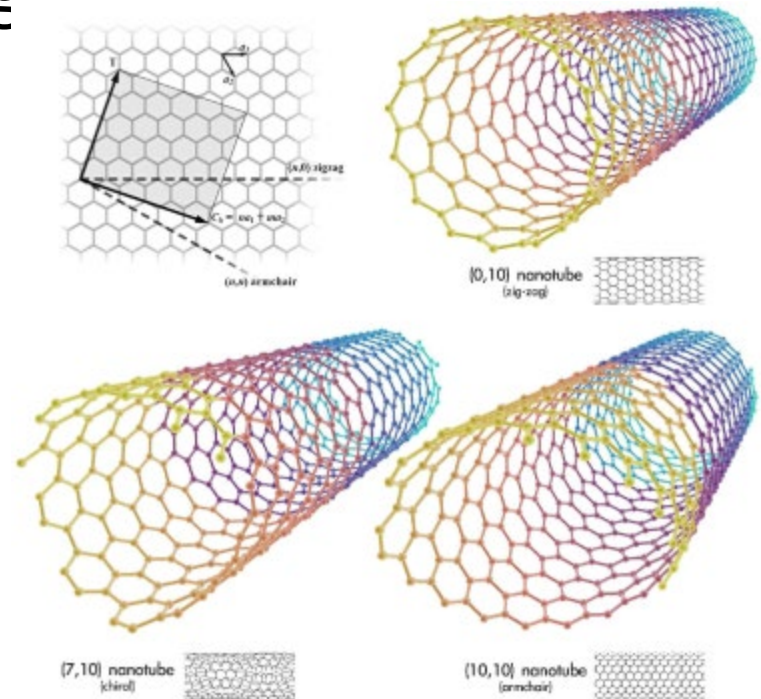 T
a₁
a₂
(n,0) zigzag
Cₕ = na₁ + ma₂
(n,n) armchair
(0,10) nanotube
(zig-zag)
(7,10) nanotube
(chiral)
(10,10) nanotube
(armchair)